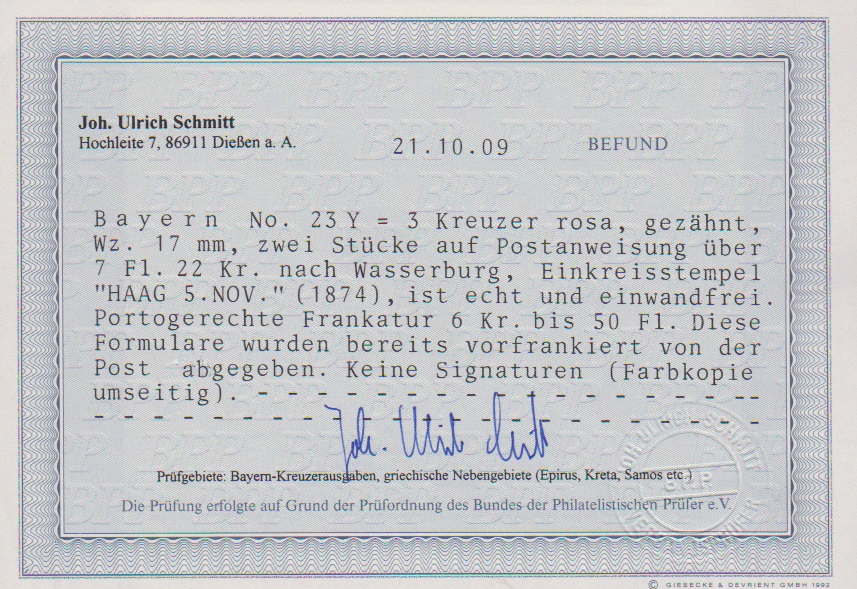 Joh. Ulrich Schmitt
Hochleite 7, 86911 Dießen a. A.
21.10.09 BEFUND
Bayern No. 23 Y = 3 Kreuzer rosa, gezähnt,
Wz. 17 mm, zwei Stücke auf Postanweisung über
7 Fl. 22 Kr. nach Wasserburg, Einkreisstempel
"HAAG 5.NOV." (1874), ist echt und einwandfrei.
Portogerechte Frankatur 6 Kr. bis 50 Fl. Diese
Formulare wurden bereits vorfrankiert von der
Post abgegeben. Keine Signaturen (Farbkopie
umseitig). - - - - - - - - - - - - - - - - - - --
- - - - - - - - - - - - - - - - - - - - - - -
Joh. Ulrich Schmitt
Prüfgebiete: Bayern-Kreuzerausgaben, griechische Nebengebiete (Epirus, Kreta, Samos etc.)
Die Prüfung erfolgte auf Grund der Prüfordnung des Bundes der Philatelistischen Prüfer e.V.
© GIESECKE & DEVRIENT GMBH 1992